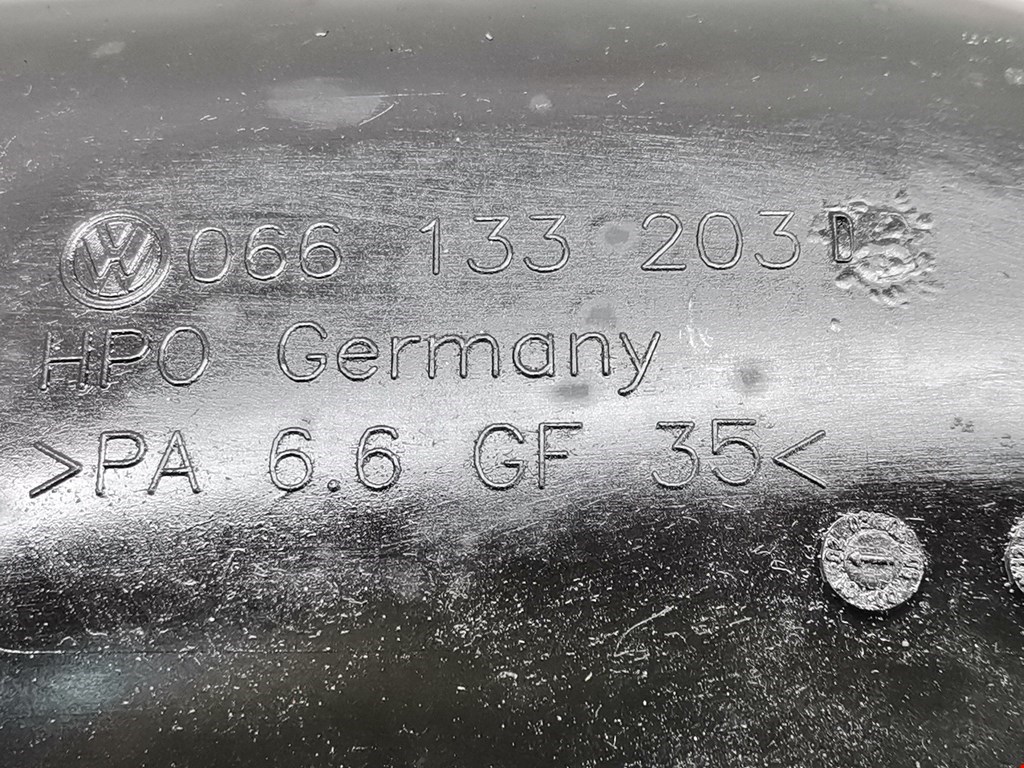 066 133 203 D
HPO Germany
>PA 6.6 GF 35<